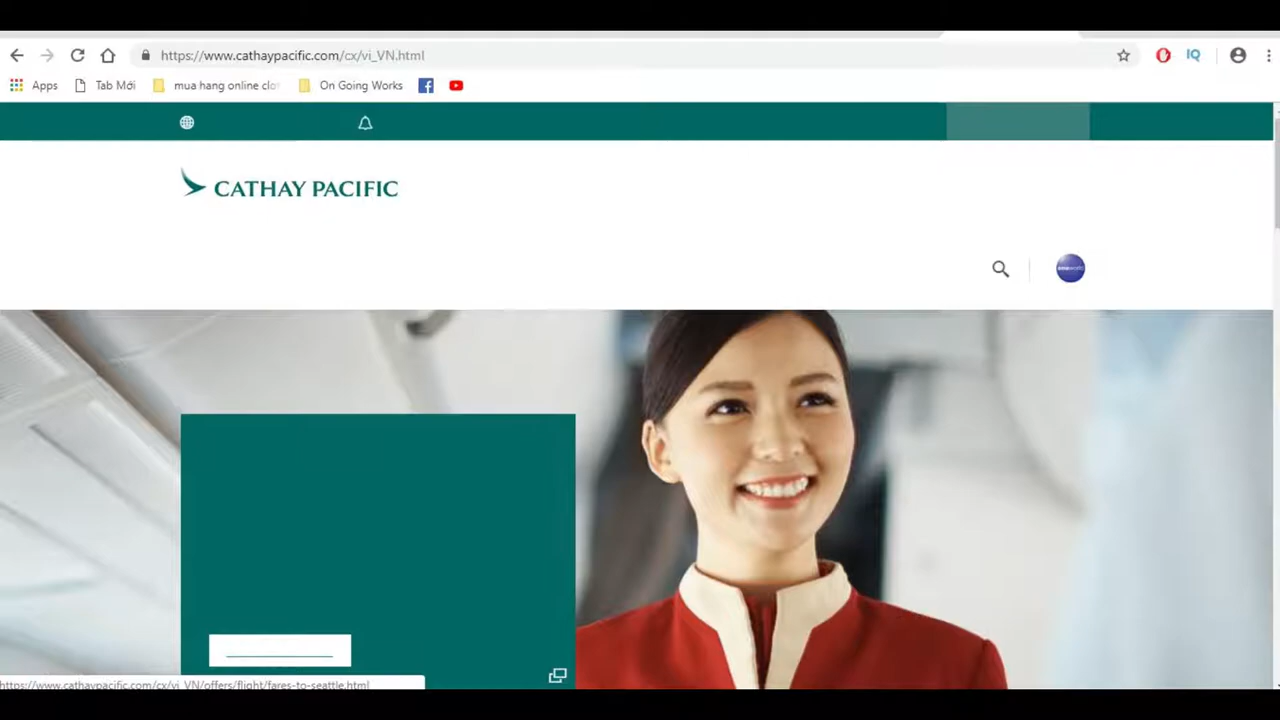 https://www.cathaypacific.com/cx/vi_VN.html
IQ
Apps
Tab Mới
mua hang online clo
On Going Works
CATHAY PACIFIC
https://www.cathaypacific.com/cx/vi_VN/offers/flight/fares-to-seattle.html